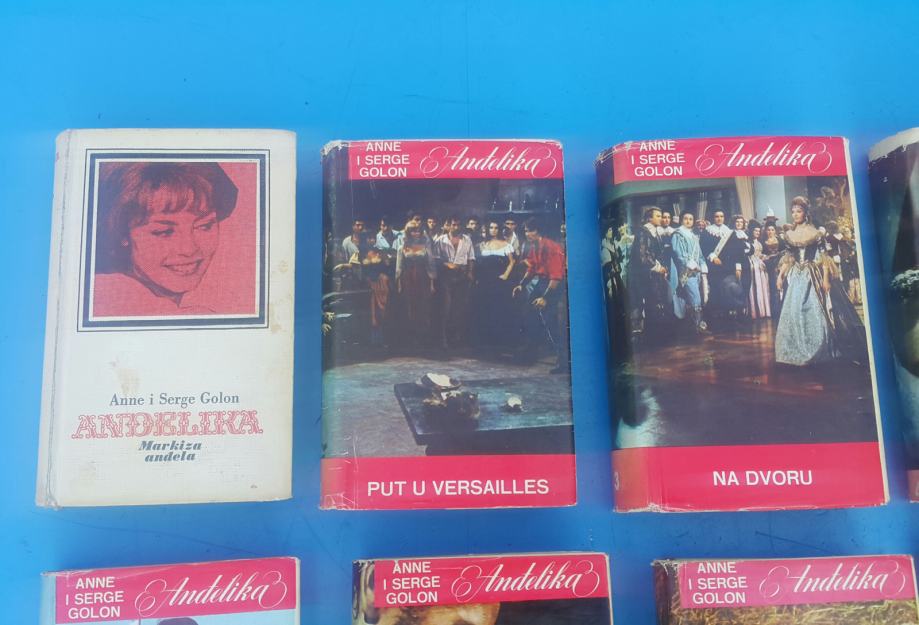 Anne i Serge Golon
ANĐELIKA
Markiza
anđela
ANNE
I SERGE
GOLON
Anđelika
PUT U VERSAILLES
ANNE
I SERGE
GOLON
Anđelika
NA DVORU
3
ANNE
I SERGE
GOLON
Anđelika
ANNE
I SERGE
GOLON
Anđelika
ANNE
I SERGE
GOLON
Anđelika